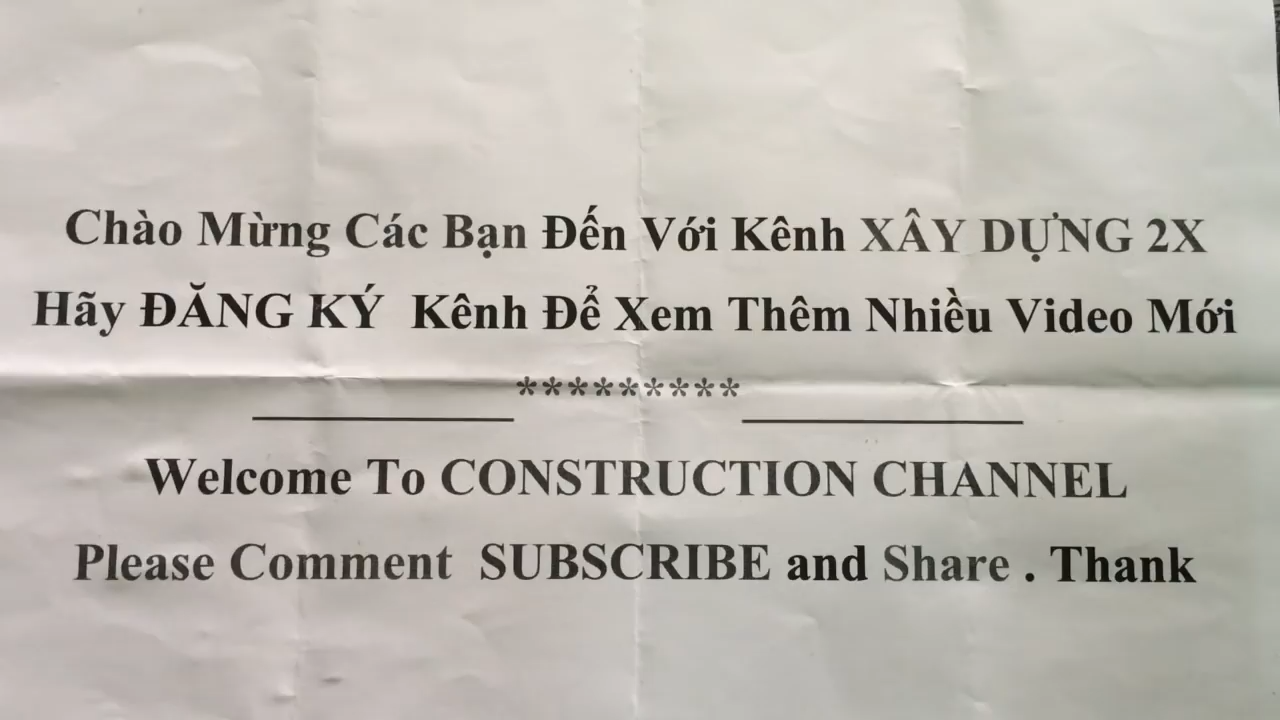 Chào Mừng Các Bạn Đến Với Kênh XÂY DỰNG 2X
Hãy ĐĂNG KÝ Kênh Để Xem Thêm Nhiều Video Mới
*********
Welcome To CONSTRUCTION CHANNEL
Please Comment SUBSCRIBE and Share . Thank